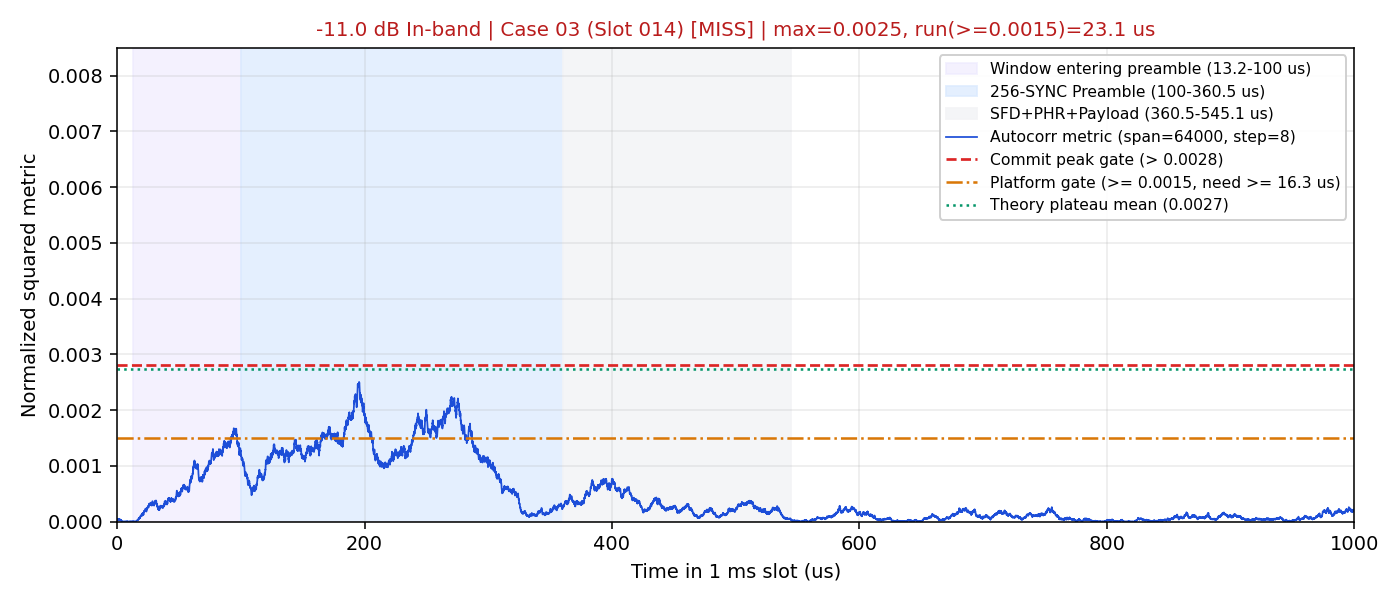 -11.0 dB In-band | Case 03 (Slot 014) [MISS] | max=0.0025, run(>=0.0015)=23.1 us
Normalized squared metric
0.008
0.007
0.006
0.005
0.004
0.003
0.002
0.001
0.000
Window entering preamble (13.2-100 us)
256-SYNC Preamble (100-360.5 us)
SFD+PHR+Payload (360.5-545.1 us)
Autocorr metric (span=64000, step=8)
Commit peak gate (> 0.0028)
Platform gate (>= 0.0015, need >= 16.3 us)
Theory plateau mean (0.0027)
0 200 400 600 800 1000
Time in 1 ms slot (us)